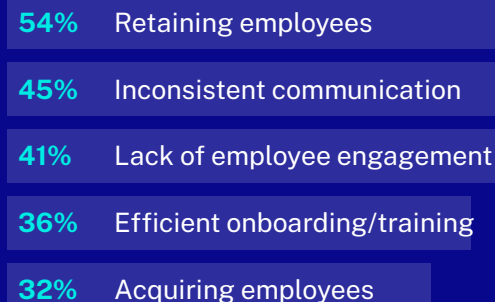 54% Retaining employees
45% Inconsistent communication
41% Lack of employee engagement
36% Efficient onboarding/training
32% Acquiring employees